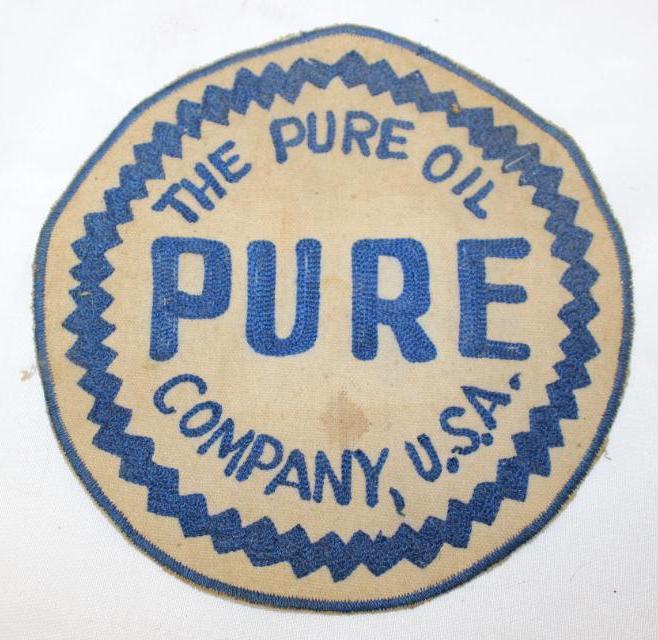 THE PURE OIL
PURE
COMPANY, U.S.A.